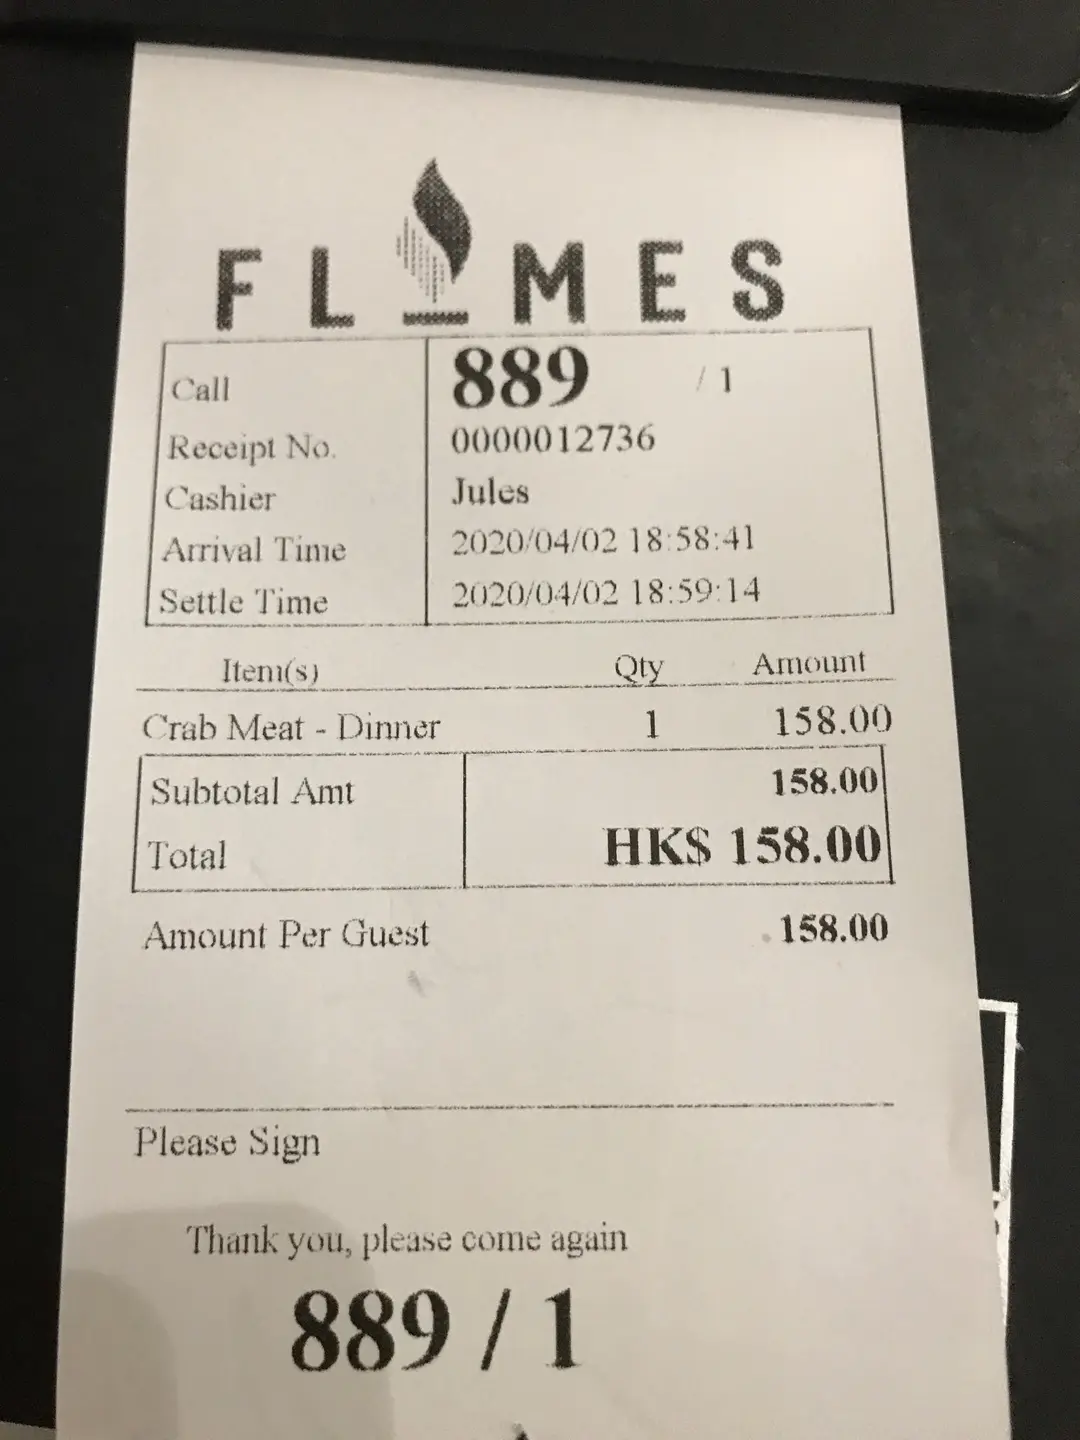 FLAMES
Call 889 / 1
Receipt No. 0000012736
Cashier Jules
Arrival Time 2020/04/02 18:58:41
Settle Time 2020/04/02 18:59:14
Item(s) Qty Amount
Crab Meat - Dinner 1 158.00
Subtotal Amt 158.00
Total HK$ 158.00
Amount Per Guest 158.00
Please Sign
Thank you, please come again
889 / 1